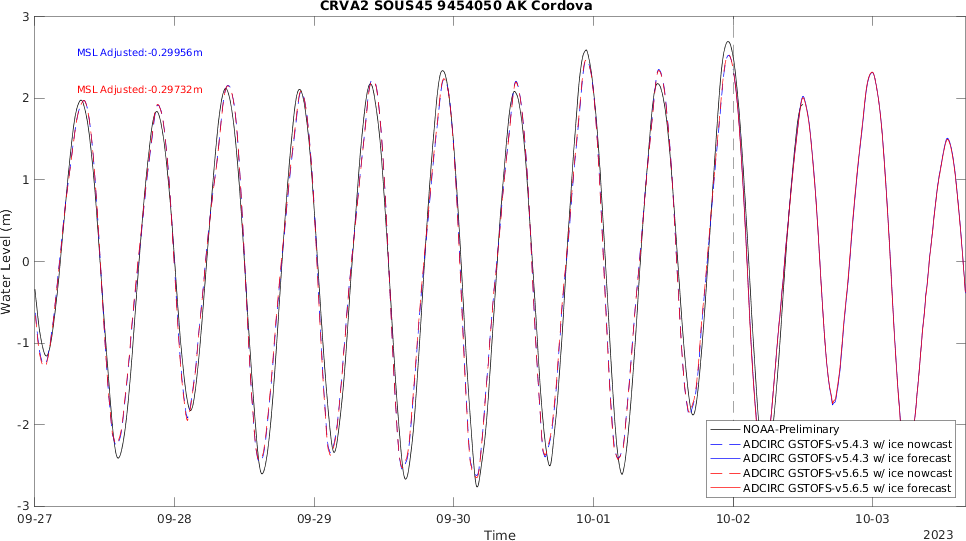 CRVA2 SOUS45 9454050 AK Cordova
MSL Adjusted:-0.29956m
MSL Adjusted:-0.29732m
Water Level (m)
3
2
1
0
-1
-2
-3
NOAA-Preliminary
ADCIRC GSTOFS-v5.4.3 w/ ice nowcast
ADCIRC GSTOFS-v5.4.3 w/ ice forecast
ADCIRC GSTOFS-v5.6.5 w/ ice nowcast
ADCIRC GSTOFS-v5.6.5 w/ ice forecast
09-27 09-28 09-29 09-30 10-01 10-02 10-03
Time
2023